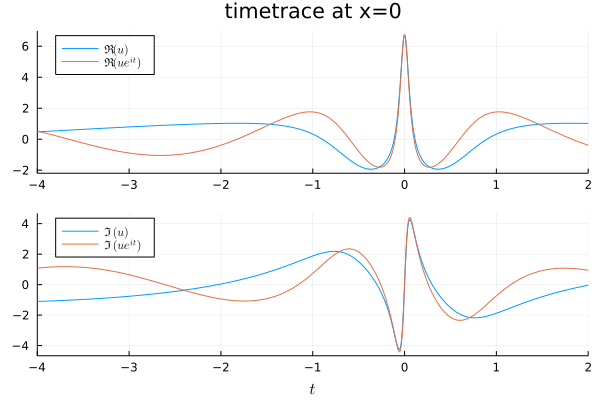 timetrace at x=0
6
4
2
0
−2
ℜ(u)
ℜ(ue^{it})
−4 −3 −2 −1 0 1 2
4
2
0
−2
−4
ℑ(u)
ℑ(ue^{it})
−4 −3 −2 −1 0 1 2
t